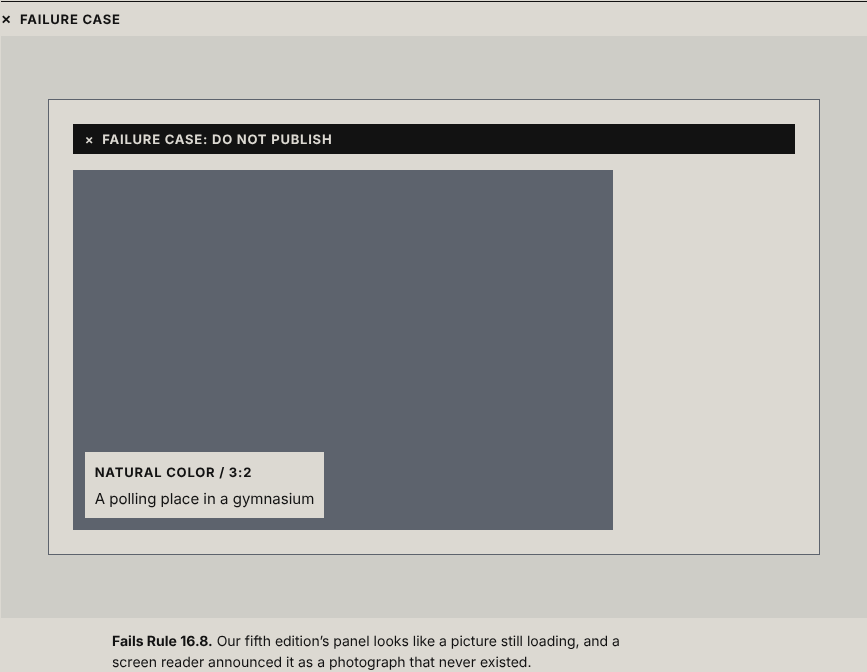 × FAILURE CASE
× FAILURE CASE: DO NOT PUBLISH
NATURAL COLOR / 3:2
A polling place in a gymnasium
Fails Rule 16.8. Our fifth edition’s panel looks like a picture still loading, and a
screen reader announced it as a photograph that never existed.